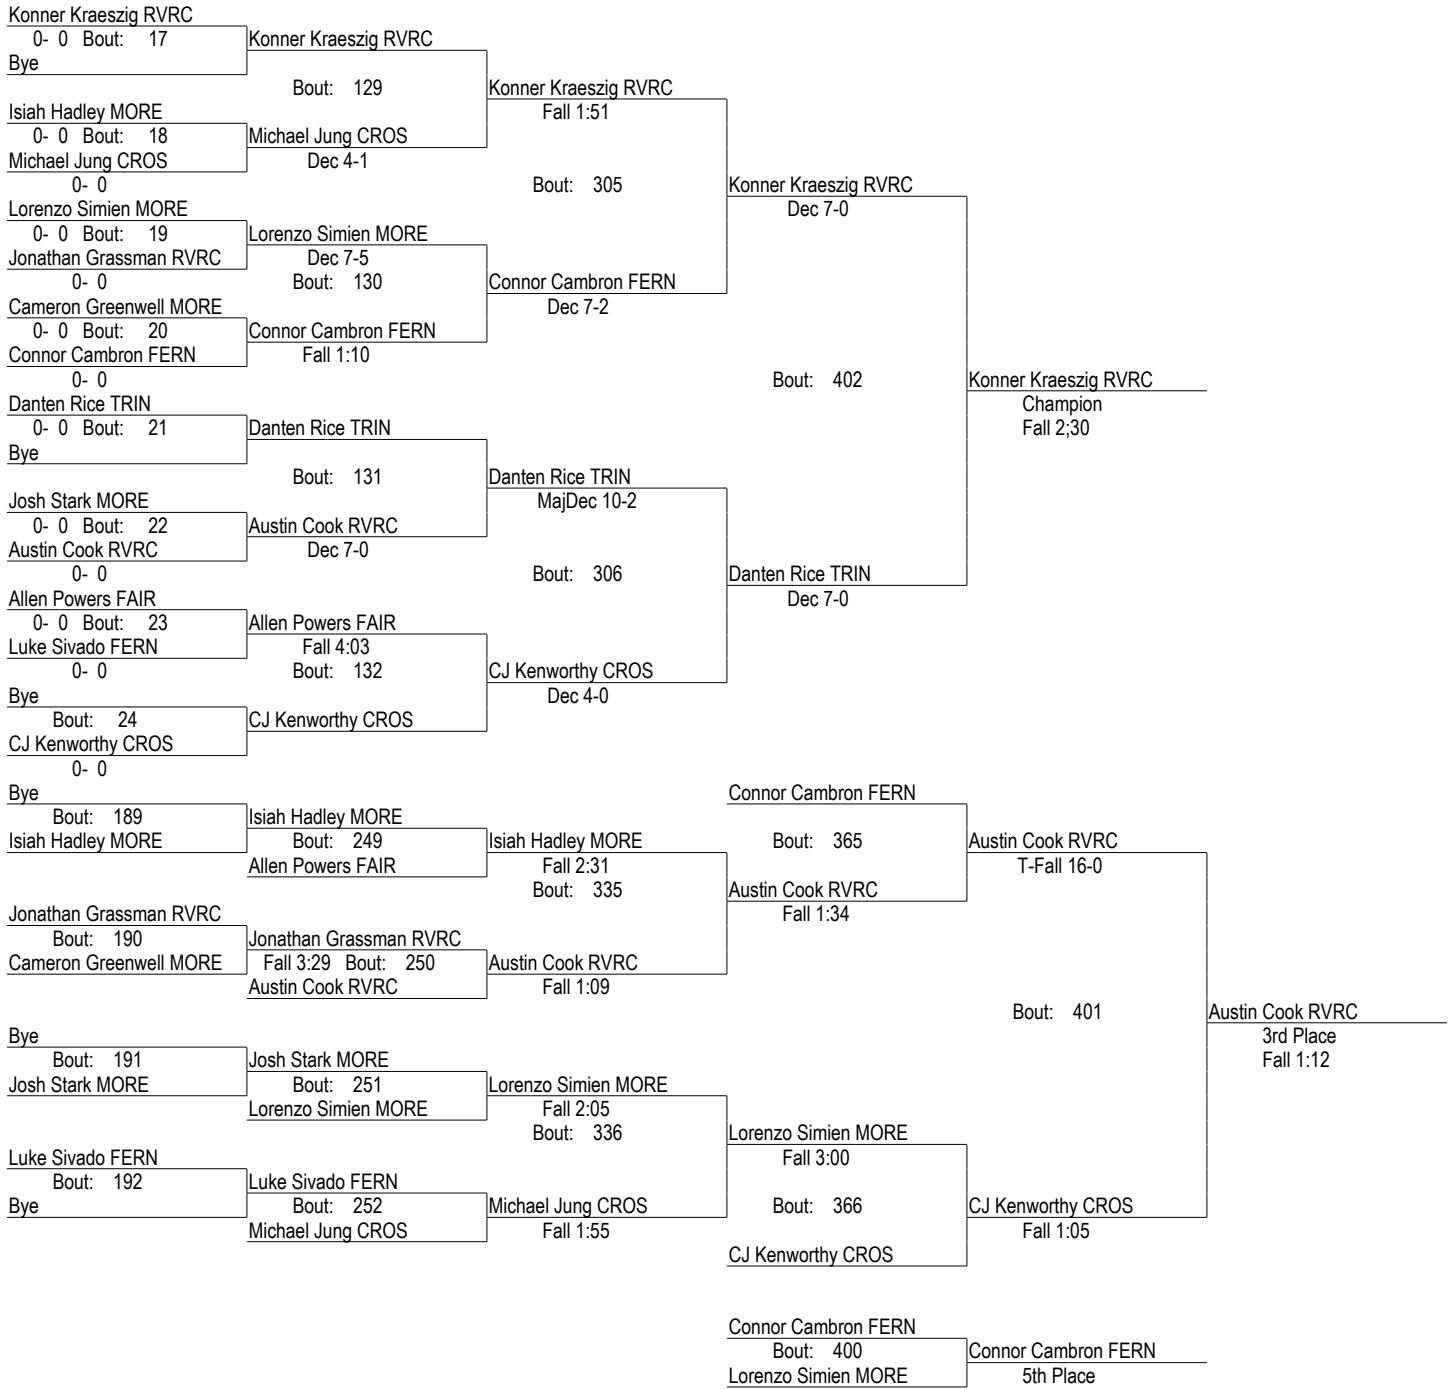 Konner Kraeszig RVRC
0- 0 Bout: 17
Konner Kraeszig RVRC
Bye
Bout: 129
Konner Kraeszig RVRC
Isiah Hadley MORE
Fall 1:51
0- 0 Bout: 18
Michael Jung CROS
Michael Jung CROS
Dec 4-1
0- 0
Bout: 305
Konner Kraeszig RVRC
Lorenzo Simien MORE
Dec 7-0
0- 0 Bout: 19
Lorenzo Simien MORE
Jonathan Grassman RVRC
Dec 7-5
0- 0
Bout: 130
Connor Cambron FERN
Cameron Greenwell MORE
Dec 7-2
0- 0 Bout: 20
Connor Cambron FERN
Connor Cambron FERN
Fall 1:10
0- 0
Bout: 402
Konner Kraeszig RVRC
Danten Rice TRIN
Champion
0- 0 Bout: 21
Danten Rice TRIN
Fall 2;30
Bye
Bout: 131
Danten Rice TRIN
Josh Stark MORE
MajDec 10-2
0- 0 Bout: 22
Austin Cook RVRC
Austin Cook RVRC
Dec 7-0
0- 0
Bout: 306
Danten Rice TRIN
Allen Powers FAIR
Dec 7-0
0- 0 Bout: 23
Allen Powers FAIR
Luke Sivado FERN
Fall 4:03
0- 0
Bout: 132
CJ Kenworthy CROS
Bye
Dec 4-0
Bout: 24
CJ Kenworthy CROS
CJ Kenworthy CROS
0- 0
Bye
Connor Cambron FERN
Bout: 189
Isiah Hadley MORE
Isiah Hadley MORE
Bout: 249
Isiah Hadley MORE
Bout: 365
Austin Cook RVRC
Allen Powers FAIR
Fall 2:31
T-Fall 16-0
Bout: 335
Austin Cook RVRC
Jonathan Grassman RVRC
Fall 1:34
Bout: 190
Jonathan Grassman RVRC
Cameron Greenwell MORE
Fall 3:29 Bout: 250
Austin Cook RVRC
Austin Cook RVRC
Fall 1:09
Bout: 401
Austin Cook RVRC
Bye
3rd Place
Bout: 191
Josh Stark MORE
Fall 1:12
Josh Stark MORE
Bout: 251
Lorenzo Simien MORE
Lorenzo Simien MORE
Fall 2:05
Bout: 336
Lorenzo Simien MORE
Luke Sivado FERN
Fall 3:00
Bout: 192
Luke Sivado FERN
Bye
Bout: 252
Michael Jung CROS
Bout: 366
CJ Kenworthy CROS
Michael Jung CROS
Fall 1:55
Fall 1:05
CJ Kenworthy CROS
Connor Cambron FERN
Bout: 400
Connor Cambron FERN
Lorenzo Simien MORE
5th Place